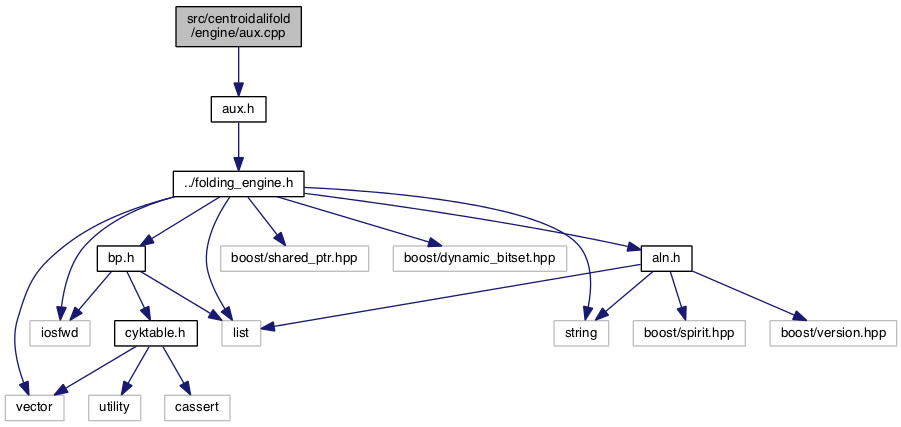 src/centroidalifold
/engine/aux.cpp
aux.h
../folding_engine.h
bp.h
boost/shared_ptr.hpp
boost/dynamic_bitset.hpp
aln.h
iosfwd
cyktable.h
list
string
boost/spirit.hpp
boost/version.hpp
vector
utility
cassert